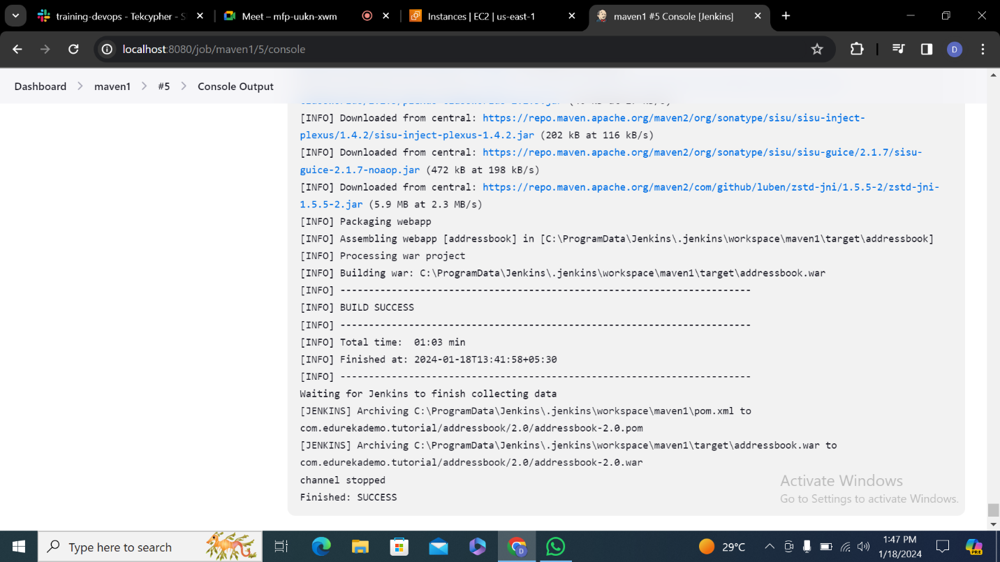 training-devops - Tekcypher - S
Meet – mfp-uukn-xwm
Instances | EC2 | us-east-1
maven1 #5 Console [Jenkins]
localhost:8080/job/maven1/5/console
D
Dashboard > maven1 > #5 > Console Output
[INFO] Downloaded from central: https://repo.maven.apache.org/maven2/org/sonatype/sisu/sisu-inject-
plexus/1.4.2/sisu-inject-plexus-1.4.2.jar (202 kB at 116 kB/s)
[INFO] Downloaded from central: https://repo.maven.apache.org/maven2/org/sonatype/sisu/sisu-guice/2.1.7/sisu-
guice-2.1.7-noaop.jar (472 kB at 198 kB/s)
[INFO] Downloaded from central: https://repo.maven.apache.org/maven2/com/github/luben/zstd-jni/1.5.5-2/zstd-jni-
1.5.5-2.jar (5.9 MB at 2.3 MB/s)
[INFO] Packaging webapp
[INFO] Assembling webapp [addressbook] in [C:\ProgramData\Jenkins\.jenkins\workspace\maven1\target\addressbook]
[INFO] Processing war project
[INFO] Building war: C:\ProgramData\Jenkins\.jenkins\workspace\maven1\target\addressbook.war
[INFO] ------------------------------------------------------------------------
[INFO] BUILD SUCCESS
[INFO] ------------------------------------------------------------------------
[INFO] Total time:  01:03 min
[INFO] Finished at: 2024-01-18T13:41:58+05:30
[INFO] ------------------------------------------------------------------------
Waiting for Jenkins to finish collecting data
[JENKINS] Archiving C:\ProgramData\Jenkins\.jenkins\workspace\maven1\pom.xml to
com.edurekademo.tutorial/addressbook/2.0/addressbook-2.0.pom
[JENKINS] Archiving C:\ProgramData\Jenkins\.jenkins\workspace\maven1\target\addressbook.war to
com.edurekademo.tutorial/addressbook/2.0/addressbook-2.0.war
channel stopped
Finished: SUCCESS
Activate Windows
Go to Settings to activate Windows.
Type here to search
D
29°C
1:47 PM
1/18/2024
PRE